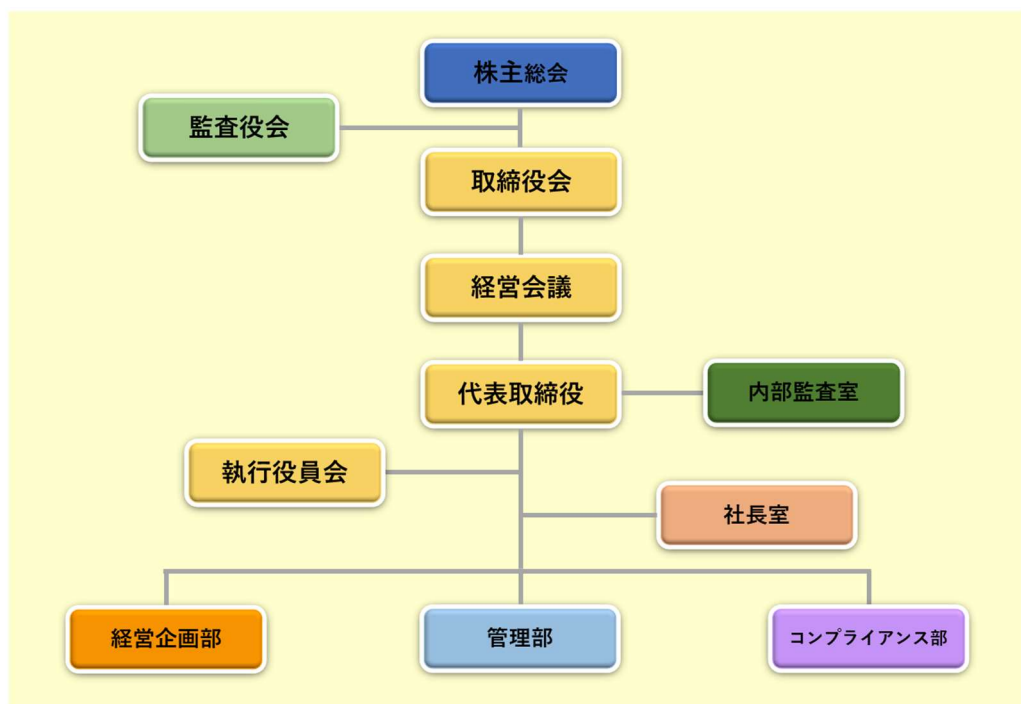 株主総会
監査役会
取締役会
経営会議
代表取締役
内部監査室
執行役員会
社長室
経営企画部
管理部
コンプライアンス部